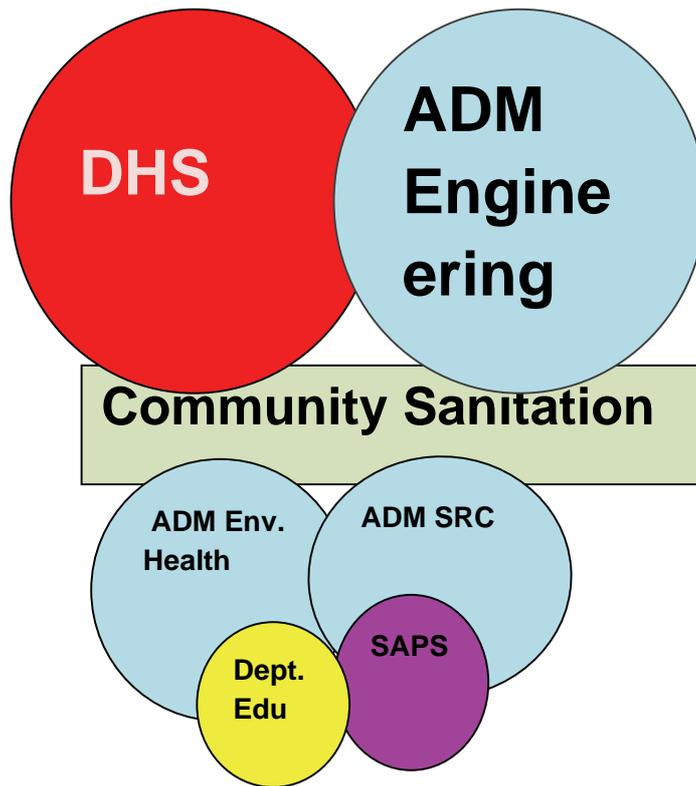 DHS
ADM
Engine
ering
Community Sanitation
ADM Env.
Health
ADM SRC
SAPS
Dept.
Edu